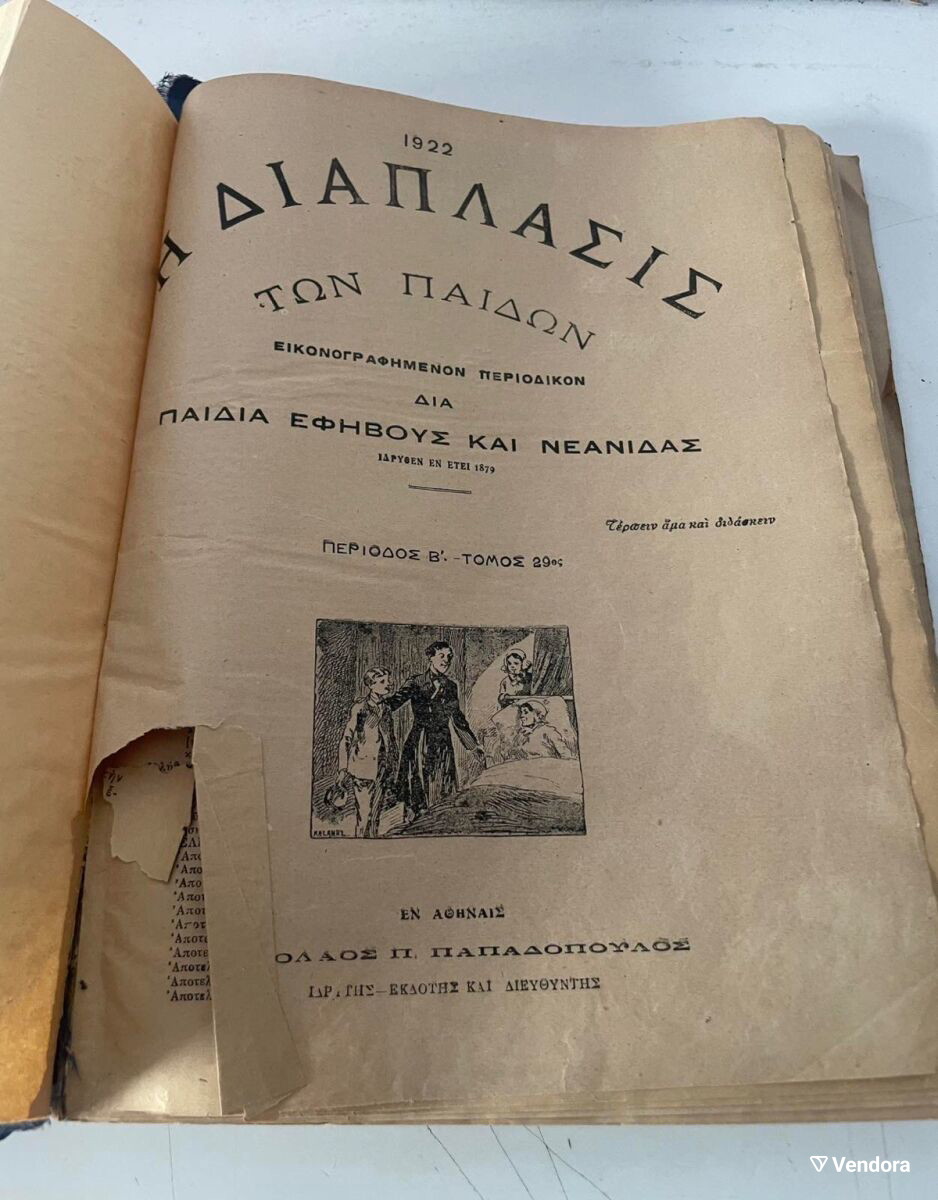 1922
Η ΔΙΑΠΛΑΣΙΣ
ΤΩΝ ΠΑΙΔΩΝ
ΕΙΚΟΝΟΓΡΑΦΗΜΕΝΟΝ ΠΕΡΙΟΔΙΚΟΝ
ΔΙΑ
ΠΑΙΔΙΑ ΕΦΗΒΟΥΣ ΚΑΙ ΝΕΑΝΙΔΑΣ
ΙΔΡΥΘΕΝ ΕΝ ΕΤΕΙ 1879
Τέρπειν ἅμα καὶ διδάσκειν
ΠΕΡΙΟΔΟΣ Β'. - ΤΟΜΟΣ 29ος
ΕΝ ΑΘΗΝΑΙΣ
ΟΛΑΟΣ Π. ΠΑΠΑΔΟΠΟΥΛΟΣ
ΕΚΔΟΤΗΣ ΚΑΙ ΔΙΕΥΘΥΝΤΗΣ
Vendora